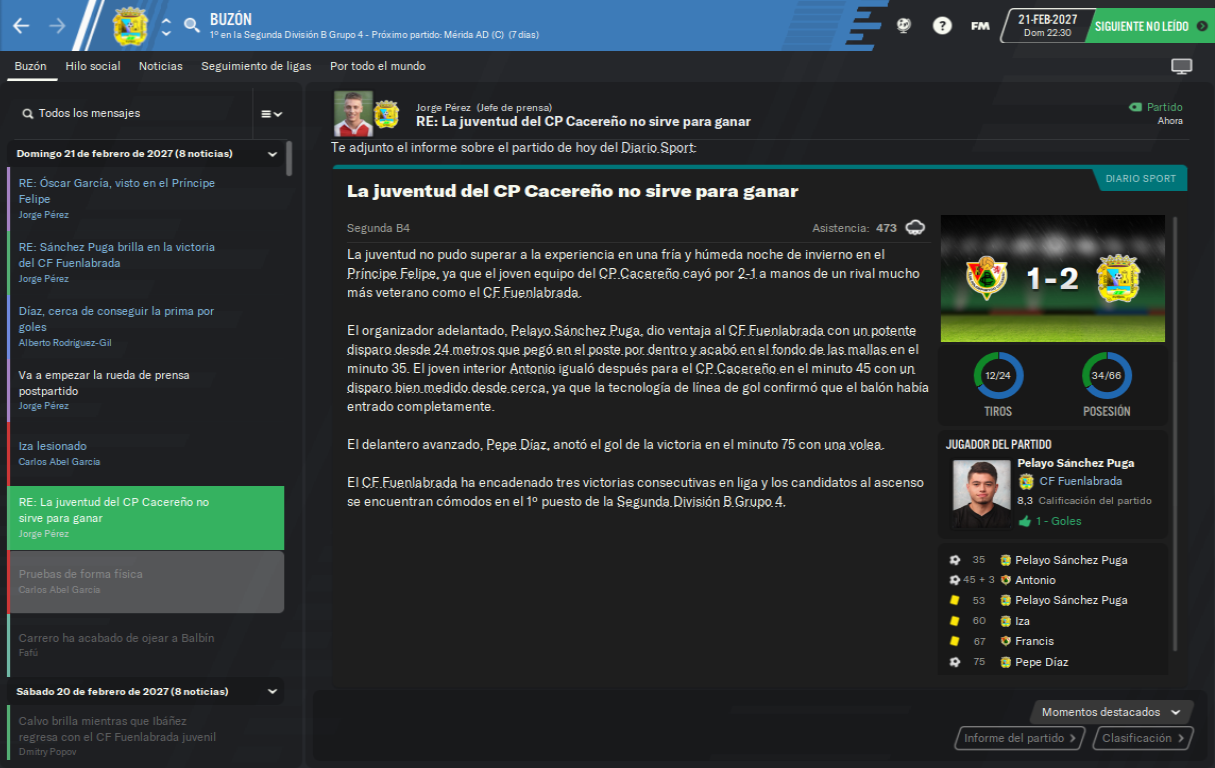 BUZÓN
1º en la Segunda División B Grupo 4 - Próximo partido: Mérida AD (C) (7 días)
?
FM
21-FEB-2027
Dom 22:30
SIGUIENTE NO LEÍDO
Buzón Hilo social Noticias Seguimiento de ligas Por todo el mundo
Todos los mensajes
Domingo 21 de febrero de 2027 (8 noticias)
RE: Óscar García, visto en el Príncipe
Felipe
Jorge Pérez
RE: Sánchez Puga brilla en la victoria
del CF Fuenlabrada
Jorge Pérez
Díaz, cerca de conseguir la prima por
goles
Alberto Rodríguez-Gil
Va a empezar la rueda de prensa
postpartido
Jorge Pérez
Iza lesionado
Carlos Abel García
RE: La juventud del CP Cacereño no
sirve para ganar
Jorge Pérez
Pruebas de forma física
Carlos Abel García
Carrero ha acabado de ojear a Balbín
Fafú
Sábado 20 de febrero de 2027 (8 noticias)
Calvo brilla mientras que Ibáñez
regresa con el CF Fuenlabrada juvenil
Dmitry Popov
Jorge Pérez (Jefe de prensa)
RE: La juventud del CP Cacereño no sirve para ganar
Partido
Ahora
Te adjunto el informe sobre el partido de hoy del Diario Sport:
La juventud del CP Cacereño no sirve para ganar
DIARIO SPORT
Segunda B4
Asistencia: 473
La juventud no pudo superar a la experiencia en una fría y húmeda noche de invierno en el
Príncipe Felipe, ya que el joven equipo del CP Cacereño cayó por 2-1 a manos de un rival mucho
más veterano como el CF Fuenlabrada.
El organizador adelantado, Pelayo Sánchez Puga, dio ventaja al CF Fuenlabrada con un potente
disparo desde 24 metros que pegó en el poste por dentro y acabó en el fondo de las mallas en el
minuto 35. El joven interior Antonio igualó después para el CP Cacereño en el minuto 45 con un
disparo bien medido desde cerca, ya que la tecnología de línea de gol confirmó que el balón había
entrado completamente.
El delantero avanzado, Pepe Díaz, anotó el gol de la victoria en el minuto 75 con una volea.
El CF Fuenlabrada ha encadenado tres victorias consecutivas en liga y los candidatos al ascenso
se encuentran cómodos en el 1º puesto de la Segunda División B Grupo 4.
1-2
12/24
34/66
TIROS
POSESIÓN
JUGADOR DEL PARTIDO
Pelayo Sánchez Puga
CF Fuenlabrada
8,3 Calificación del partido
1 - Goles
35 Pelayo Sánchez Puga
45 + 3 Antonio
53 Pelayo Sánchez Puga
60 Iza
67 Francis
75 Pepe Díaz
Momentos destacados
Informe del partido
Clasificación